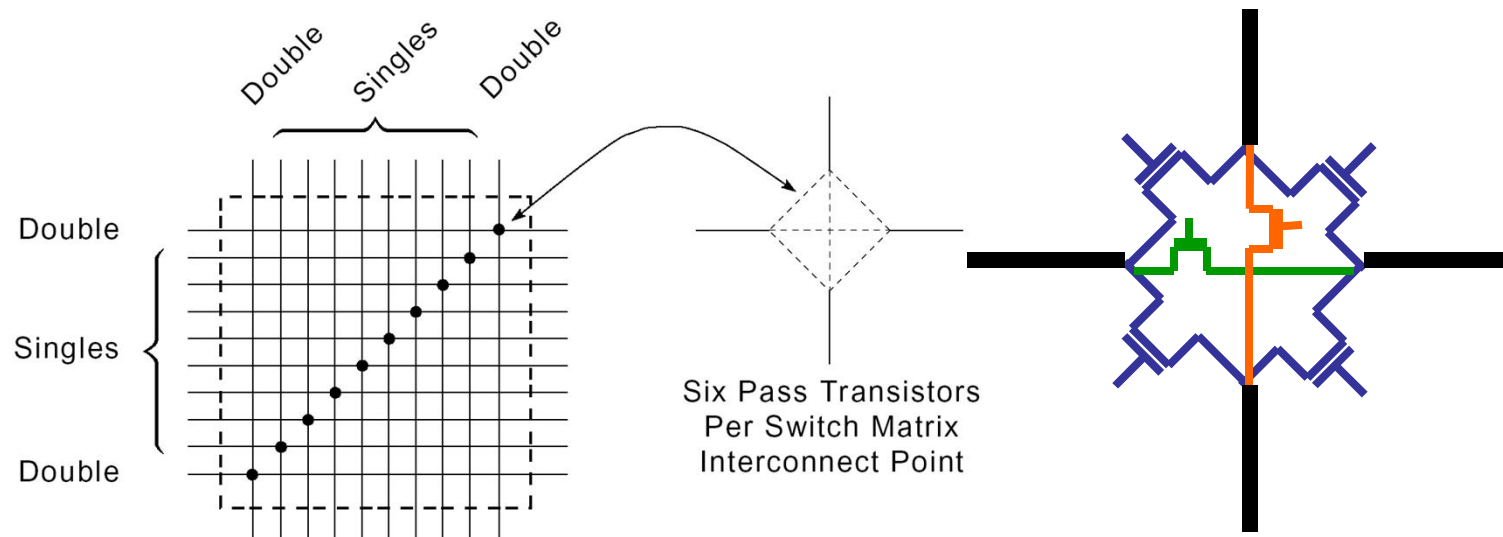 Double
Singles
Double
Double
Singles
Double
Six Pass Transistors
Per Switch Matrix
Interconnect Point